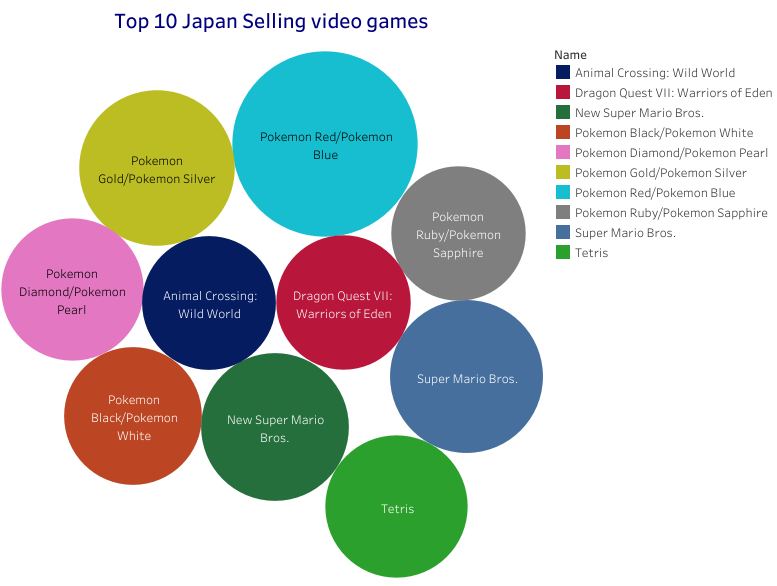 Top 10 Japan Selling video games
Name
Animal Crossing: Wild World
Dragon Quest VII: Warriors of Eden
New Super Mario Bros.
Pokemon Black/Pokemon White
Pokemon Diamond/Pokemon Pearl
Pokemon Gold/Pokemon Silver
Pokemon Red/Pokemon Blue
Pokemon Ruby/Pokemon Sapphire
Super Mario Bros.
Tetris
Pokemon Red/Pokemon
Blue
Pokemon
Gold/Pokemon Silver
Pokemon
Ruby/Pokemon
Sapphire
Pokemon
Diamond/Pokemon
Pearl
Animal Crossing:
Wild World
Dragon Quest VII:
Warriors of Eden
Super Mario Bros.
Pokemon
Black/Pokemon
White
New Super Mario
Bros.
Tetris